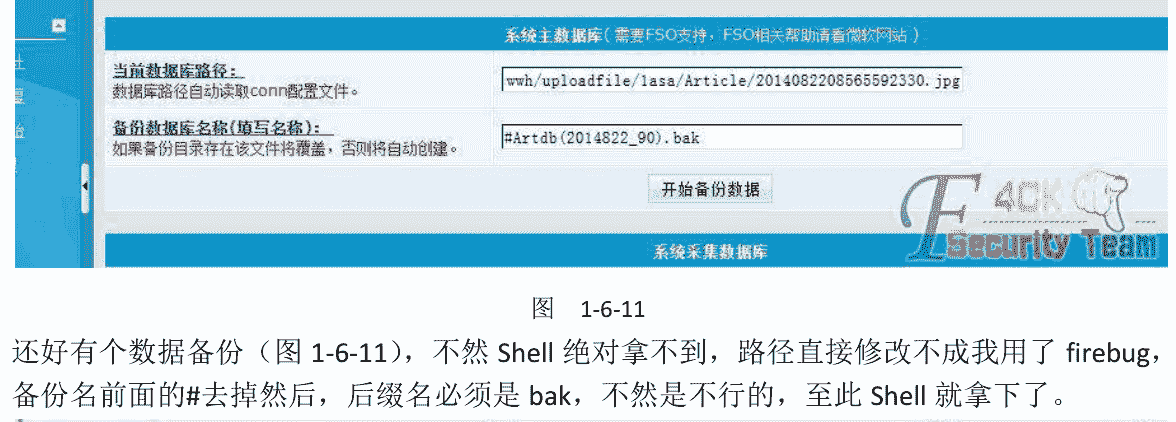 系统主数据库(需要FSO支持，FSO相关帮助请看微软网站)
当前数据库路径：
wwh/uploadfile/1asa/Article/2014082208565592330.jpg
数据库路径自动读取conn配置文件。
备份数据库名称(填写名称)：
#Artdb(2014822_90).bak
如果备份目录存在该文件将覆盖，否则将自动创建。
开始备份数据
F4CK
Security Team
系统采集数据库
图 1-6-11
还好有个数据备份（图 1-6-11），不然 Shell 绝对拿不到，路径直接修改不成我用了 firebug，
备份名前面的#去掉然后，后缀名必须是 bak，不然是不行的，至此 Shell 就拿下了。